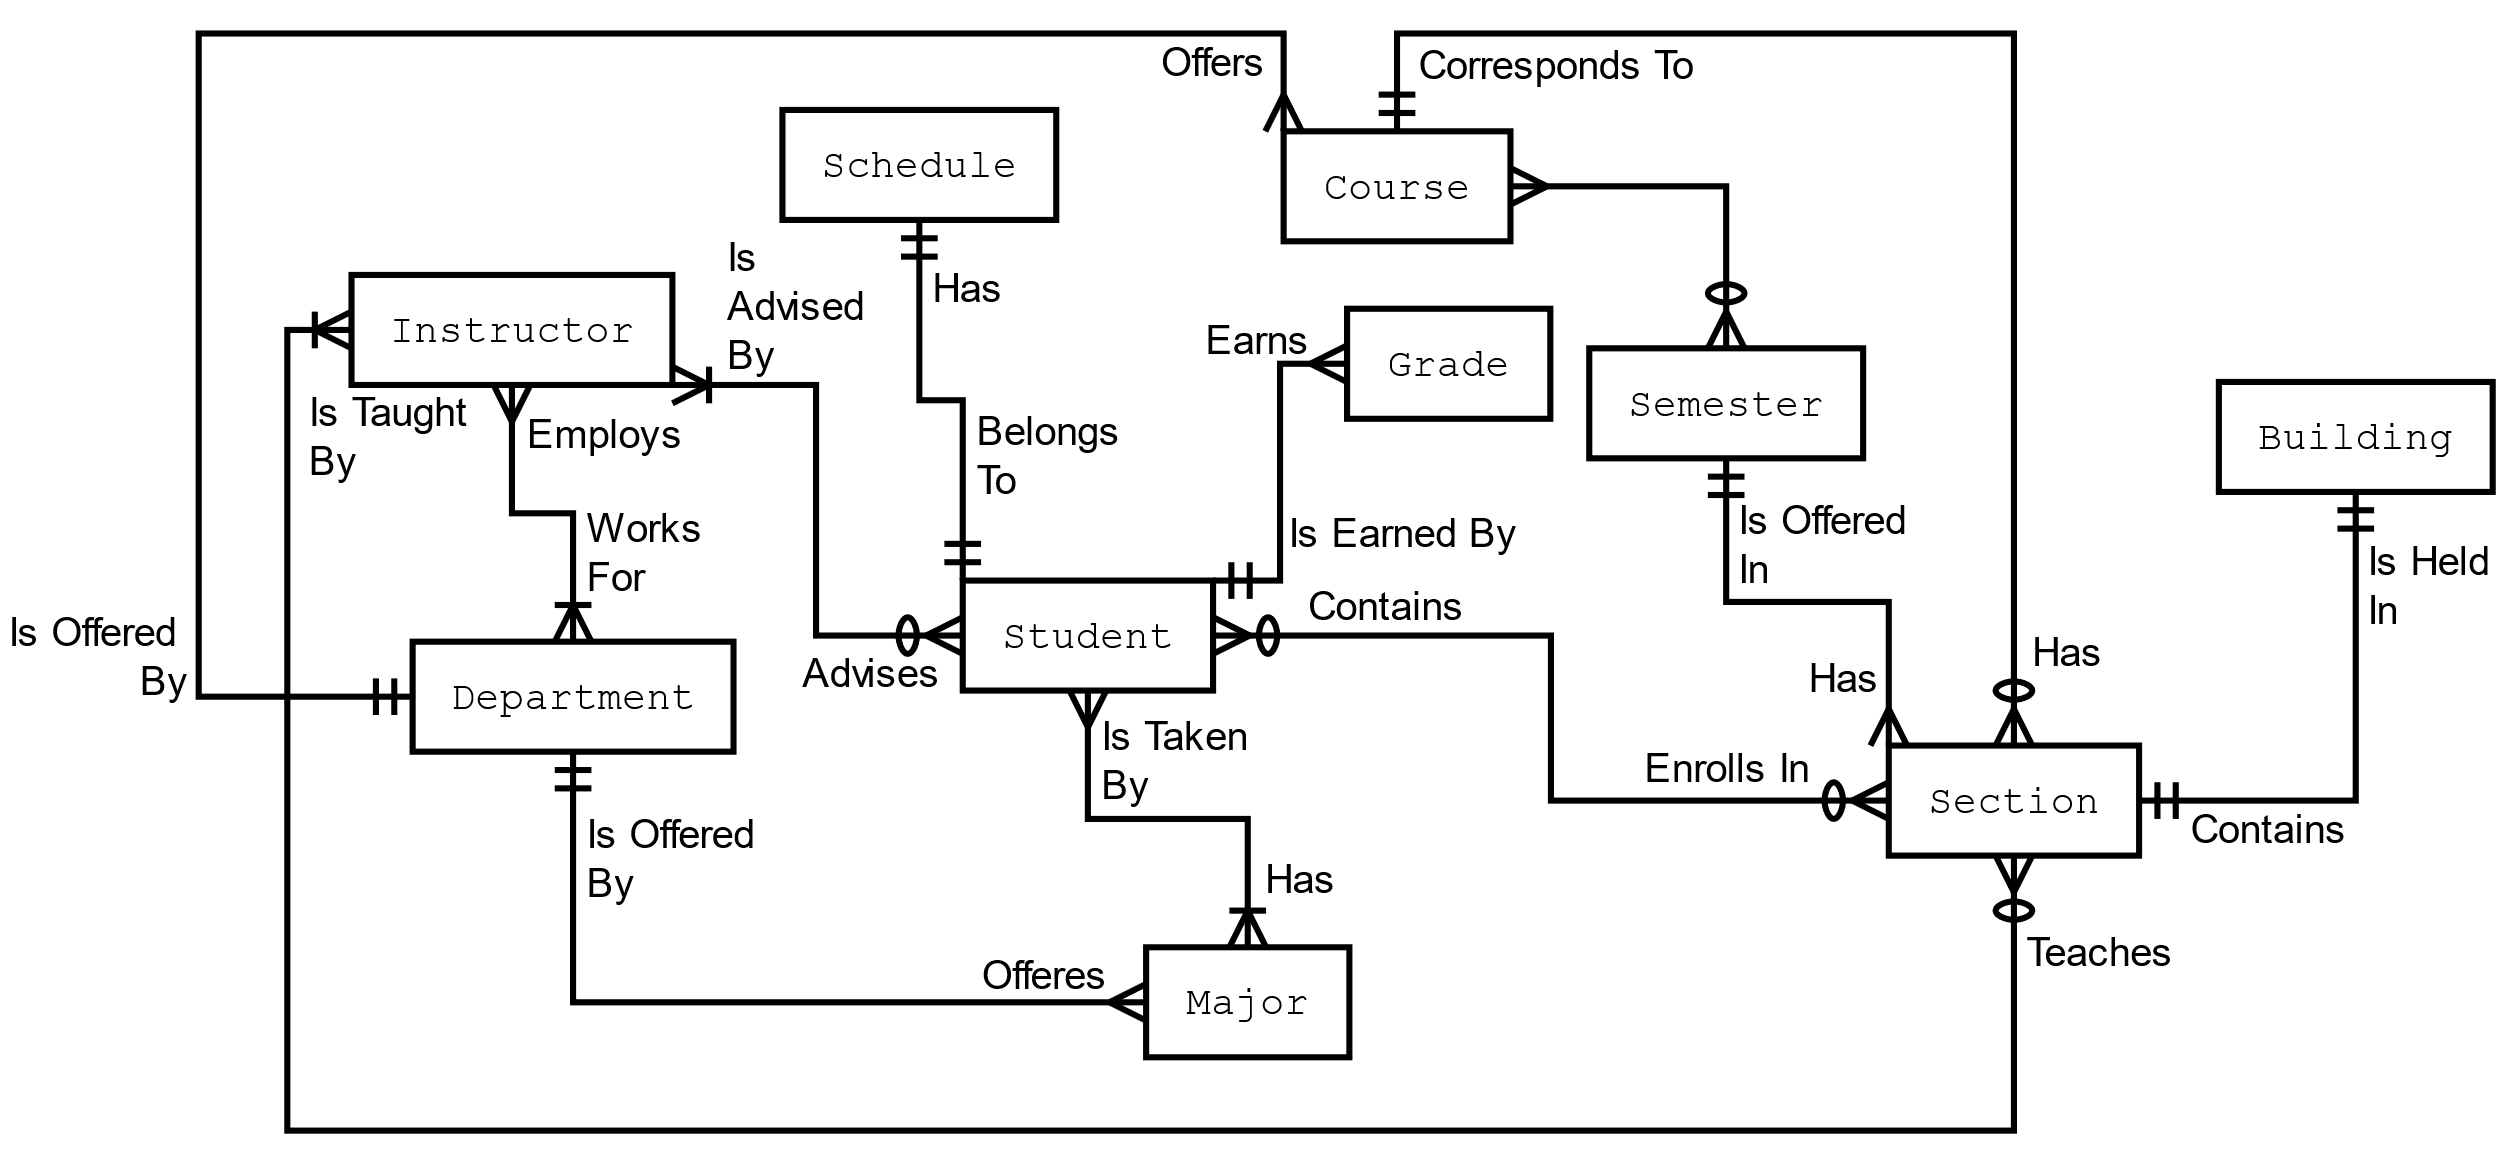 Offers
Corresponds To
Schedule
Course
Is
Advised
By
Has
Instructor
Earns
Grade
Semester
Is Taught
By
Employs
Belongs
To
Building
Works
For
Is Earned By
Is Offered
In
Is Held
In
Is Offered
By
Contains
Student
Advises
Department
Has
Has
Is Taken
By
Enrolls In
Section
Contains
Is Offered
By
Has
Teaches
Offeres
Major